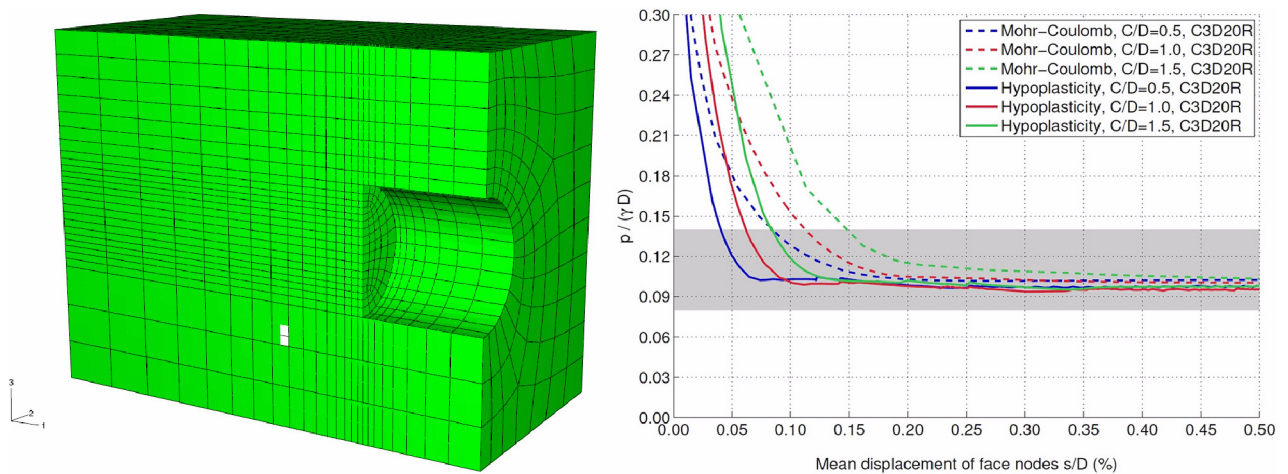 3
2
1
0.30
0.27
0.24
0.21
0.18
0.15
0.12
0.09
0.06
0.03
0.00
p / (γ D)
Mohr-Coulomb, C/D=0.5, C3D20R
Mohr-Coulomb, C/D=1.0, C3D20R
Mohr-Coulomb, C/D=1.5, C3D20R
Hypoplasticity, C/D=0.5, C3D20R
Hypoplasticity, C/D=1.0, C3D20R
Hypoplasticity, C/D=1.5, C3D20R
0.00 0.05 0.10 0.15 0.20 0.25 0.30 0.35 0.40 0.45 0.50
Mean displacement of face nodes s/D (%)